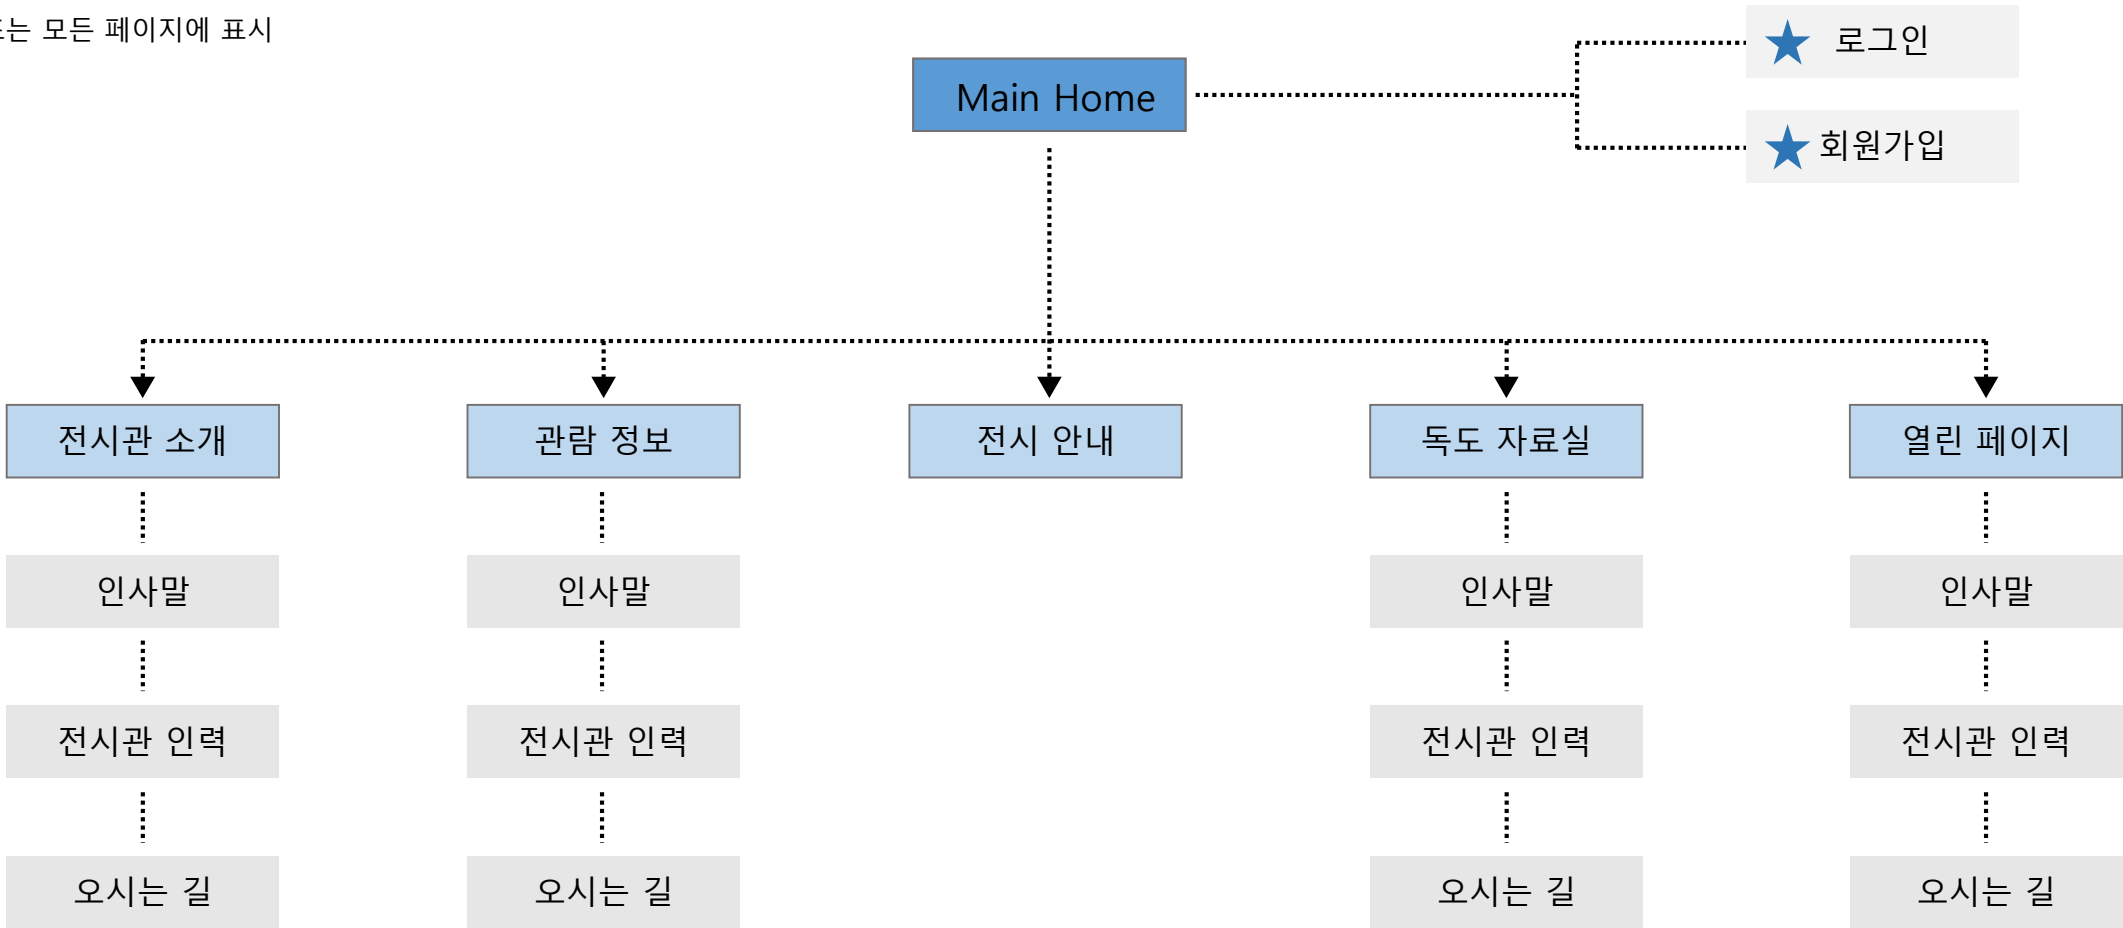 는 모든 페이지에 표시
Main Home
로그인
회원가입
전시관 소개
관람 정보
전시 안내
독도 자료실
열린 페이지
인사말
인사말
인사말
인사말
전시관 인력
전시관 인력
전시관 인력
전시관 인력
오시는 길
오시는 길
오시는 길
오시는 길